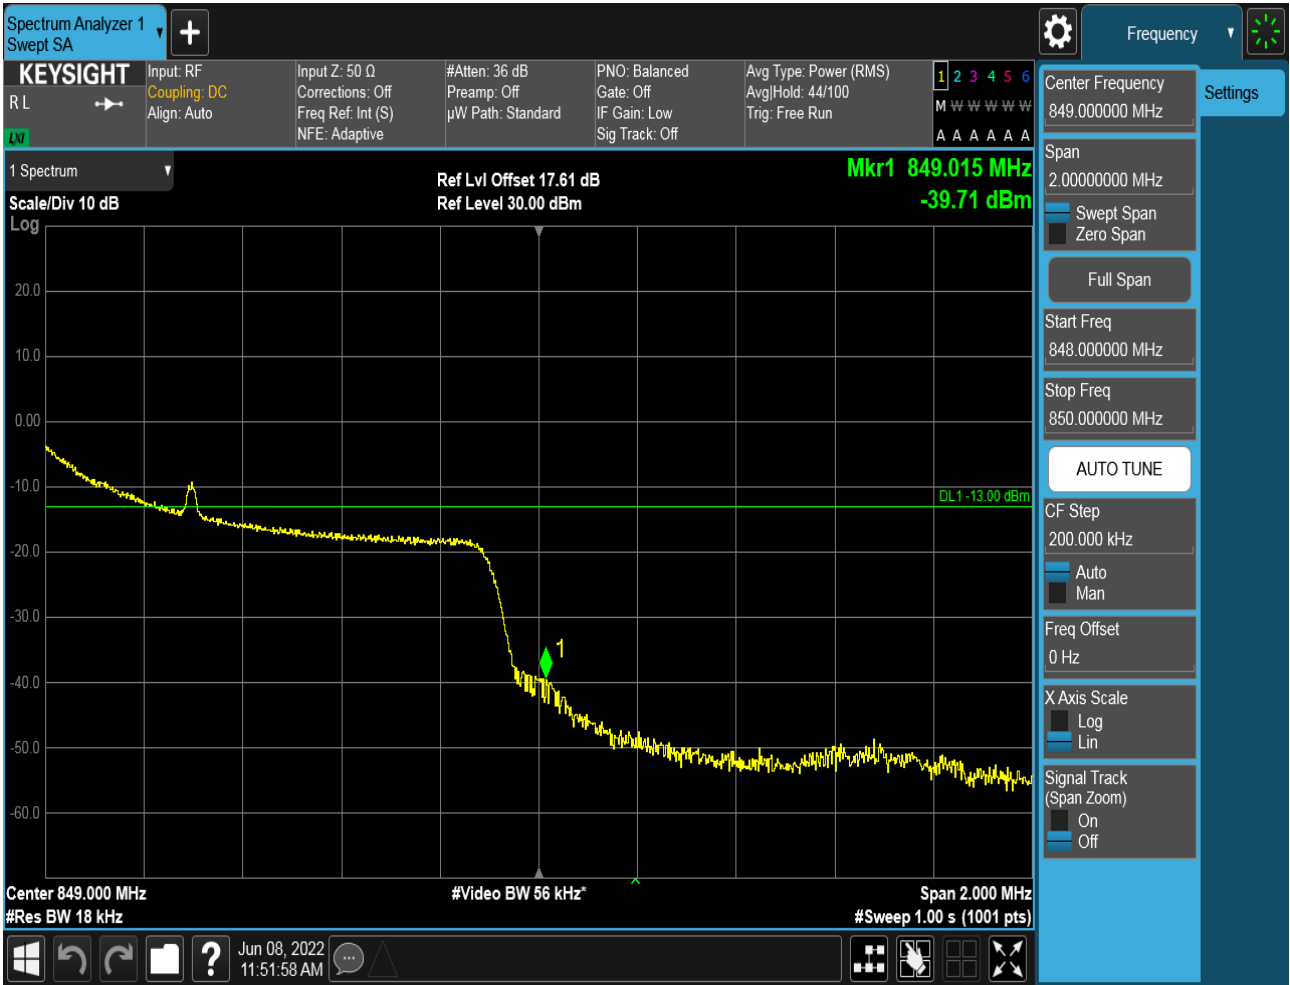 Spectrum Analyzer 1
Swept SA
Frequency
KEYSIGHT
R L
LXI
Input: RF
Coupling: DC
Align: Auto
Input Z: 50 Ω
Corrections: Off
Freq Ref: Int (S)
NFE: Adaptive
#Atten: 36 dB
Preamp: Off
µW Path: Standard
PNO: Balanced
Gate: Off
IF Gain: Low
Sig Track: Off
Avg Type: Power (RMS)
Avg|Hold: 44/100
Trig: Free Run
1 2 3 4 5 6
M W W W W W
A A A A A A
1 Spectrum
Scale/Div 10 dB
Log
Ref Lvl Offset 17.61 dB
Ref Level 30.00 dBm
Mkr1 849.015 MHz
-39.71 dBm
20.0
10.0
0.00
-10.0
-20.0
-30.0
-40.0
-50.0
-60.0
DL1 -13.00 dBm
1
Center 849.000 MHz
#Res BW 18 kHz
#Video BW 56 kHz*
Span 2.000 MHz
#Sweep 1.00 s (1001 pts)
Center Frequency
849.000000 MHz
Settings
Span
2.00000000 MHz
Swept Span
Zero Span
Full Span
Start Freq
848.000000 MHz
Stop Freq
850.000000 MHz
AUTO TUNE
CF Step
200.000 kHz
Auto
Man
Freq Offset
0 Hz
X Axis Scale
Log
Lin
Signal Track
(Span Zoom)
On
Off
?
Jun 08, 2022
11:51:58 AM